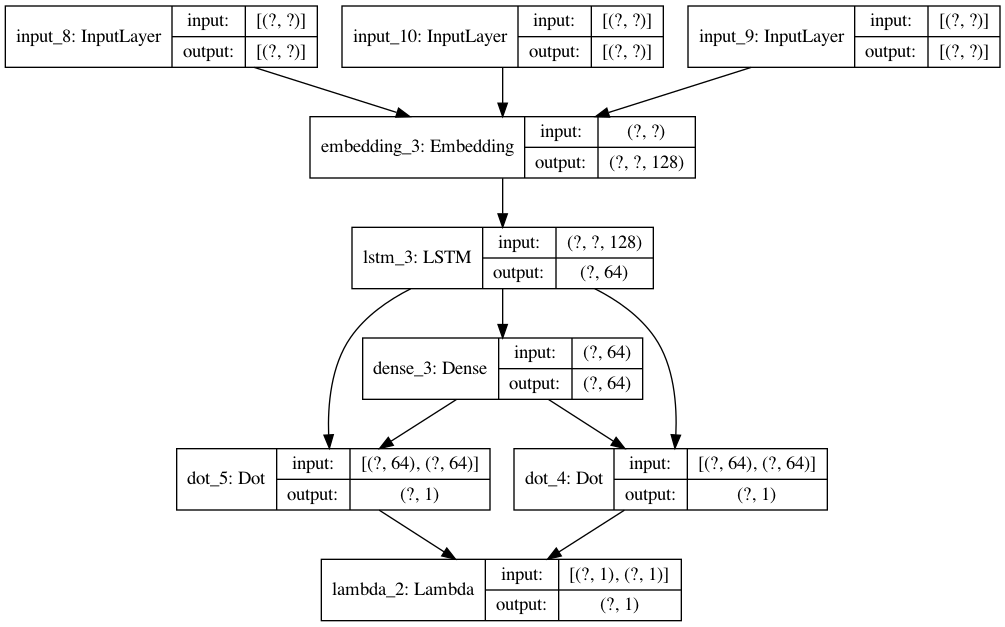 input_8: InputLayer input: [(?, ?)] output: [(?, ?)]
input_10: InputLayer input: [(?, ?)] output: [(?, ?)]
input_9: InputLayer input: [(?, ?)] output: [(?, ?)]
embedding_3: Embedding input: (?, ?) output: (?, ?, 128)
lstm_3: LSTM input: (?, ?, 128) output: (?, 64)
dense_3: Dense input: (?, 64) output: (?, 64)
dot_5: Dot input: [(?, 64), (?, 64)] output: (?, 1)
dot_4: Dot input: [(?, 64), (?, 64)] output: (?, 1)
lambda_2: Lambda input: [(?, 1), (?, 1)] output: (?, 1)